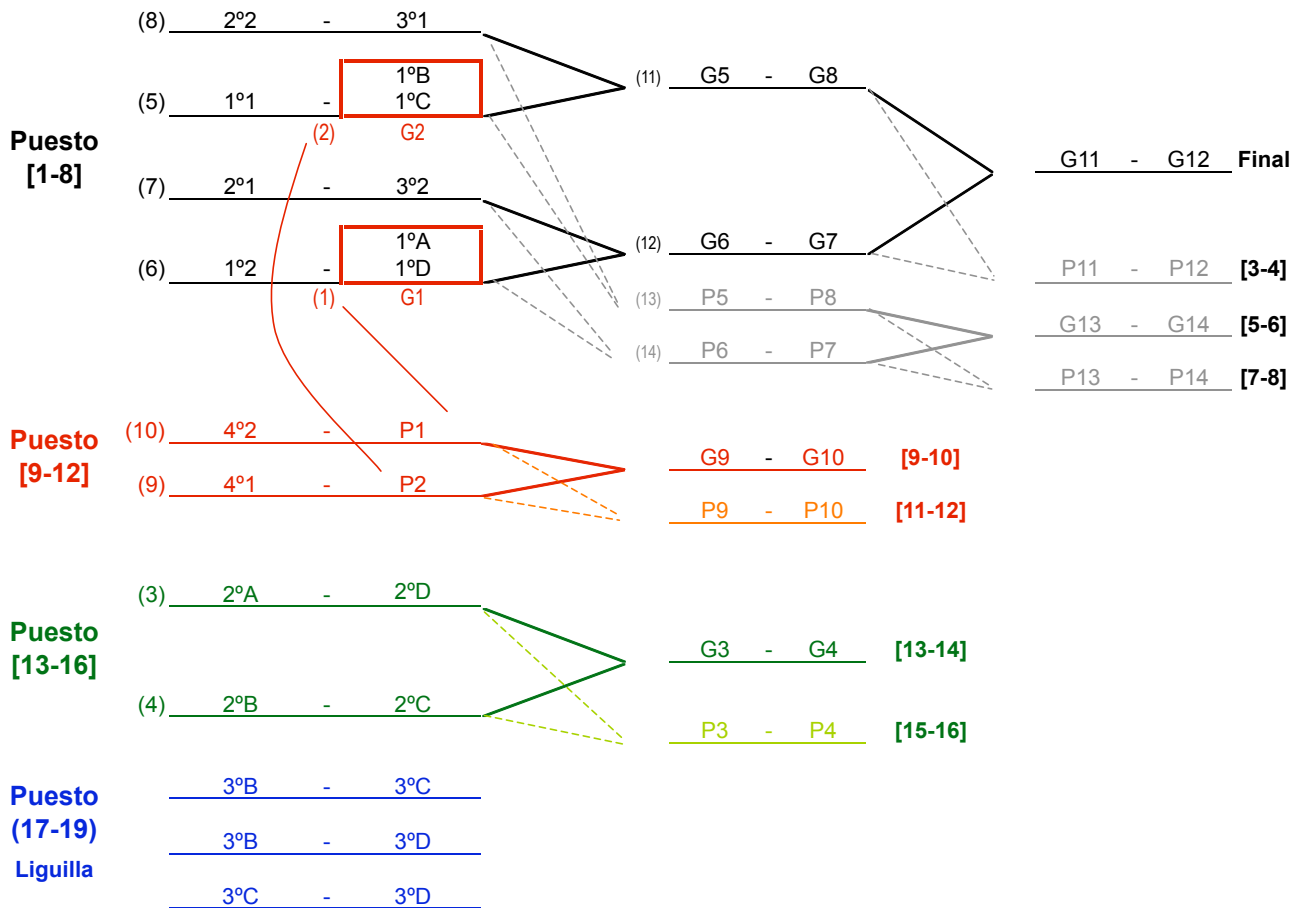 (8) 2º2 - 3º1
1ºB
(11) G5 - G8
(5) 1º1 - 1ºC
(2) G2
Puesto
[1-8]
G11 - G12 Final
(7) 2º1 - 3º2
1ºA
(12) G6 - G7
(6) 1º2 - 1ºD
P11 - P12 [3-4]
(1) G1
(13) P5 - P8
G13 - G14 [5-6]
(14) P6 - P7
P13 - P14 [7-8]
Puesto
[9-12]
(10) 4º2 - P1
G9 - G10 [9-10]
(9) 4º1 - P2
P9 - P10 [11-12]
(3) 2ºA - 2ºD
Puesto
[13-16]
G3 - G4 [13-14]
(4) 2ºB - 2ºC
P3 - P4 [15-16]
Puesto
(17-19)
Liguilla
3ºB - 3ºC
3ºB - 3ºD
3ºC - 3ºD